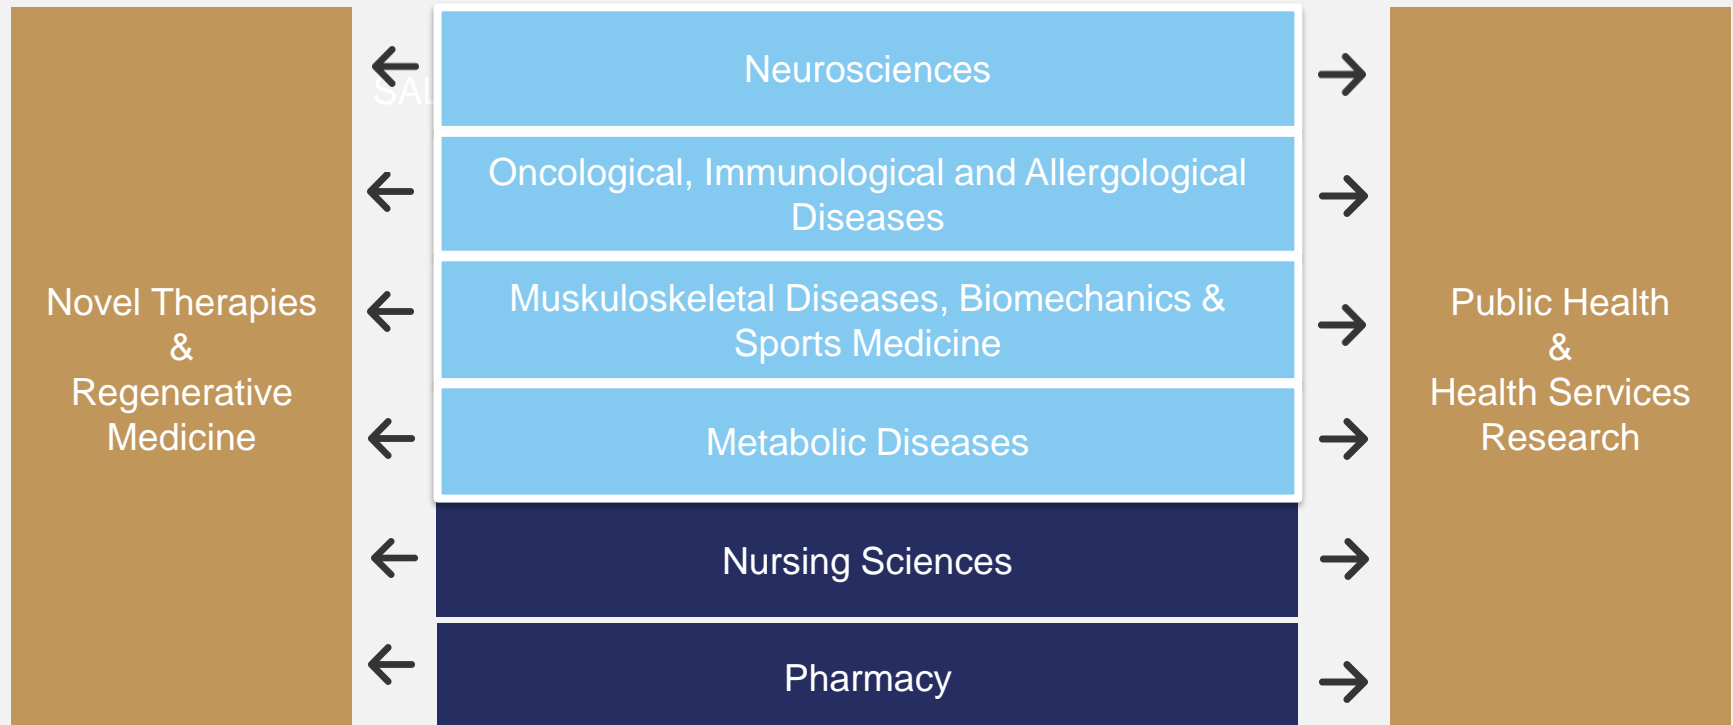 Neurosciences
Oncological, Immunological and Allergological
Diseases
Muskuloskeletal Diseases, Biomechanics &
Sports Medicine
Metabolic Diseases
Nursing Sciences
Pharmacy
Novel Therapies
&
Regenerative
Medicine
Public Health
&
Health Services
Research